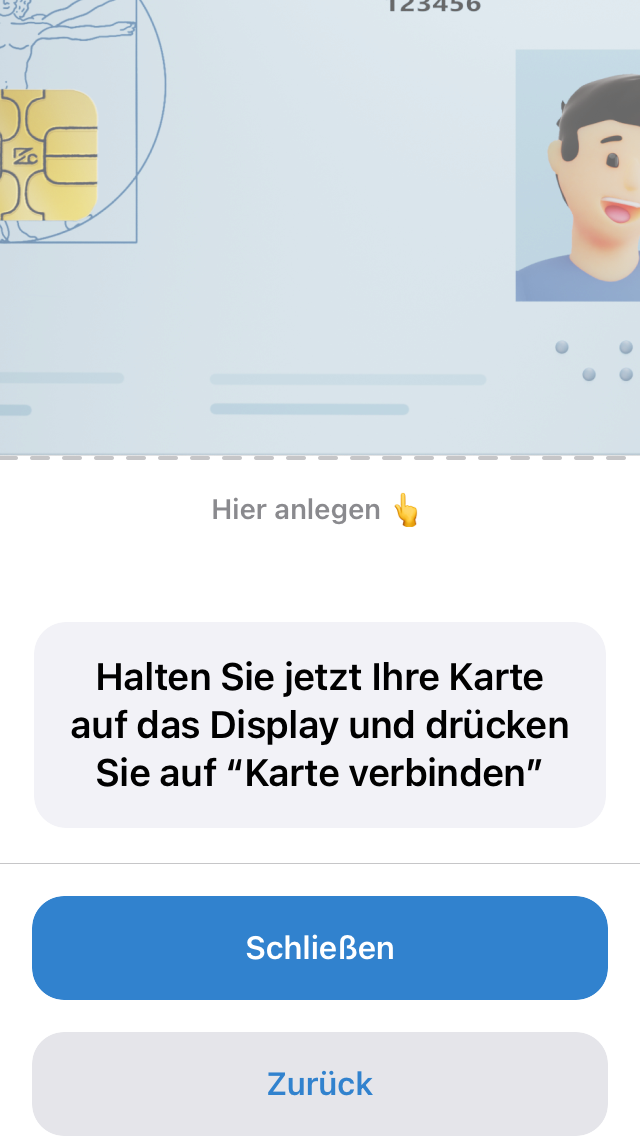 123456
Hier anlegen 👆
Halten Sie jetzt Ihre Karte
auf das Display und drücken
Sie auf “Karte verbinden”
Schließen
Zurück